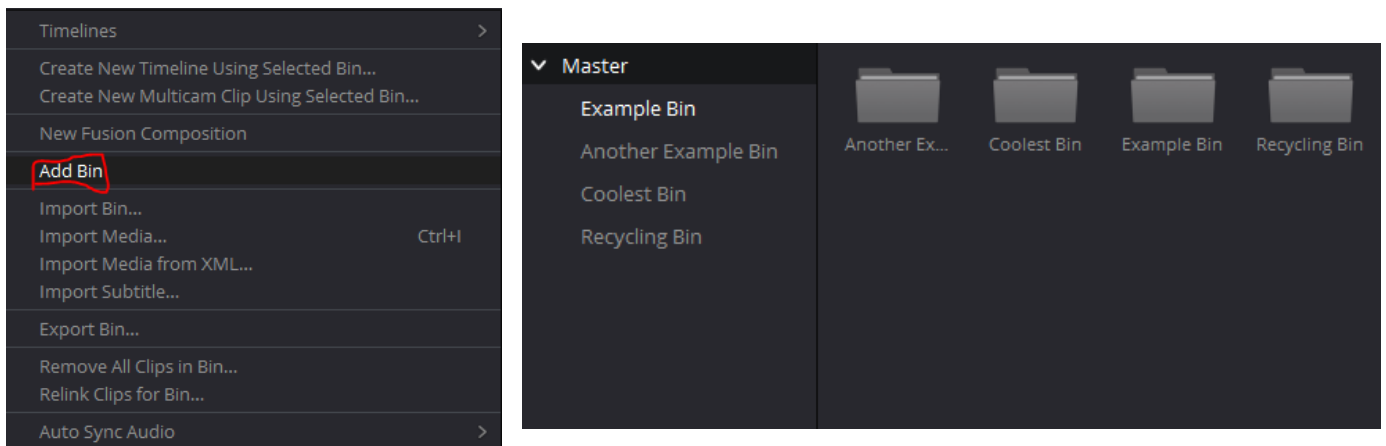 Timelines
Create New Timeline Using Selected Bin...
Create New Multicam Clip Using Selected Bin...
New Fusion Composition
Add Bin
Import Bin...
Import Media... Ctrl+I
Import Media from XML...
Import Subtitle...
Export Bin...
Remove All Clips in Bin...
Relink Clips for Bin...
Auto Sync Audio
Master
Example Bin
Another Example Bin
Coolest Bin
Recycling Bin
Another Ex... Coolest Bin Example Bin Recycling Bin